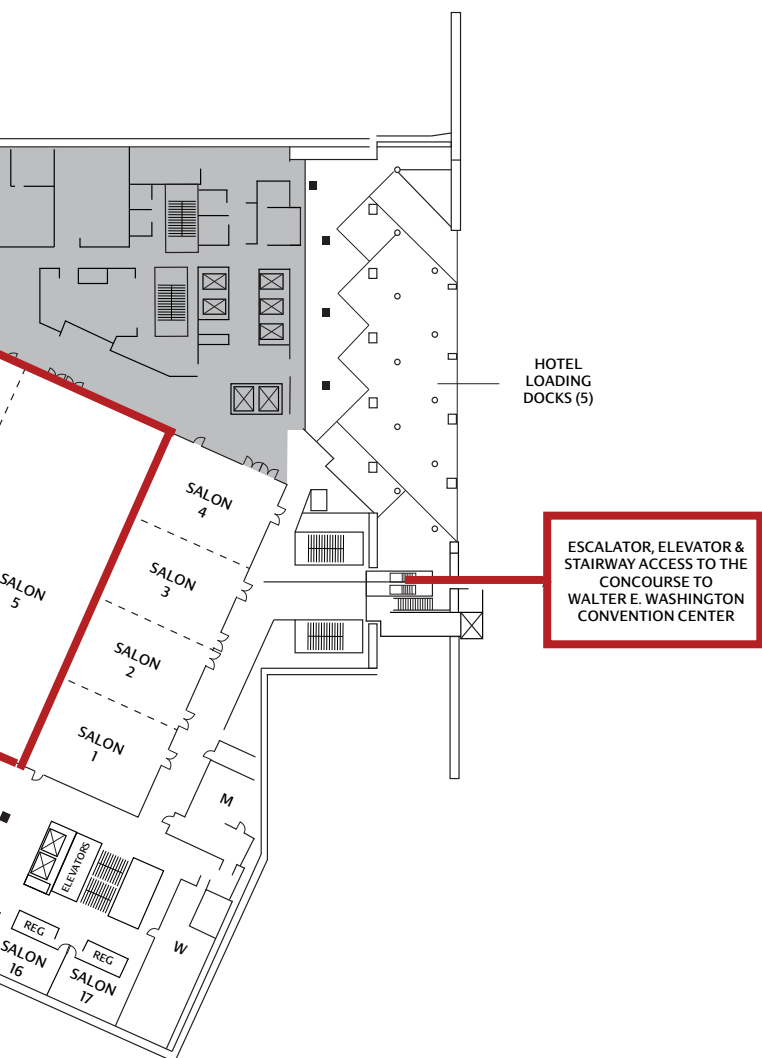 HOTEL
LOADING
DOCKS (5)
SALON
4
ESCALATOR, ELEVATOR &
STAIRWAY ACCESS TO THE
CONCOURSE TO
WALTER E. WASHINGTON
CONVENTION CENTER
SALON
3
SALON
5
SALON
2
SALON
1
M
ELEVATORS
REG
REG
W
SALON
16
SALON
17